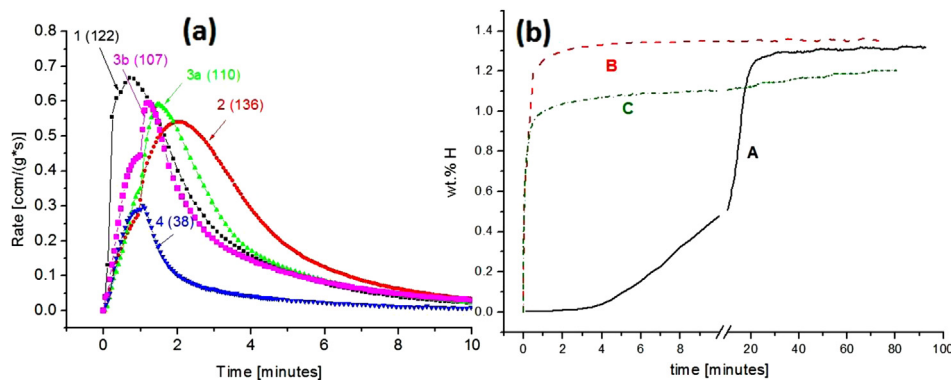 (a)
1 (122)
3b (107)
3a (110)
2 (136)
4 (38)
Rate [ccm/(g*s)]
0.8
0.7
0.6
0.5
0.4
0.3
0.2
0.1
0.0
0 2 4 6 8 10
Time [minutes]
(b)
B
C
A
wt.% H
1.4
1.2
1.0
0.8
0.6
0.4
0.2
0.0
0 2 4 6 8 20 40 60 80 100
time [minutes]